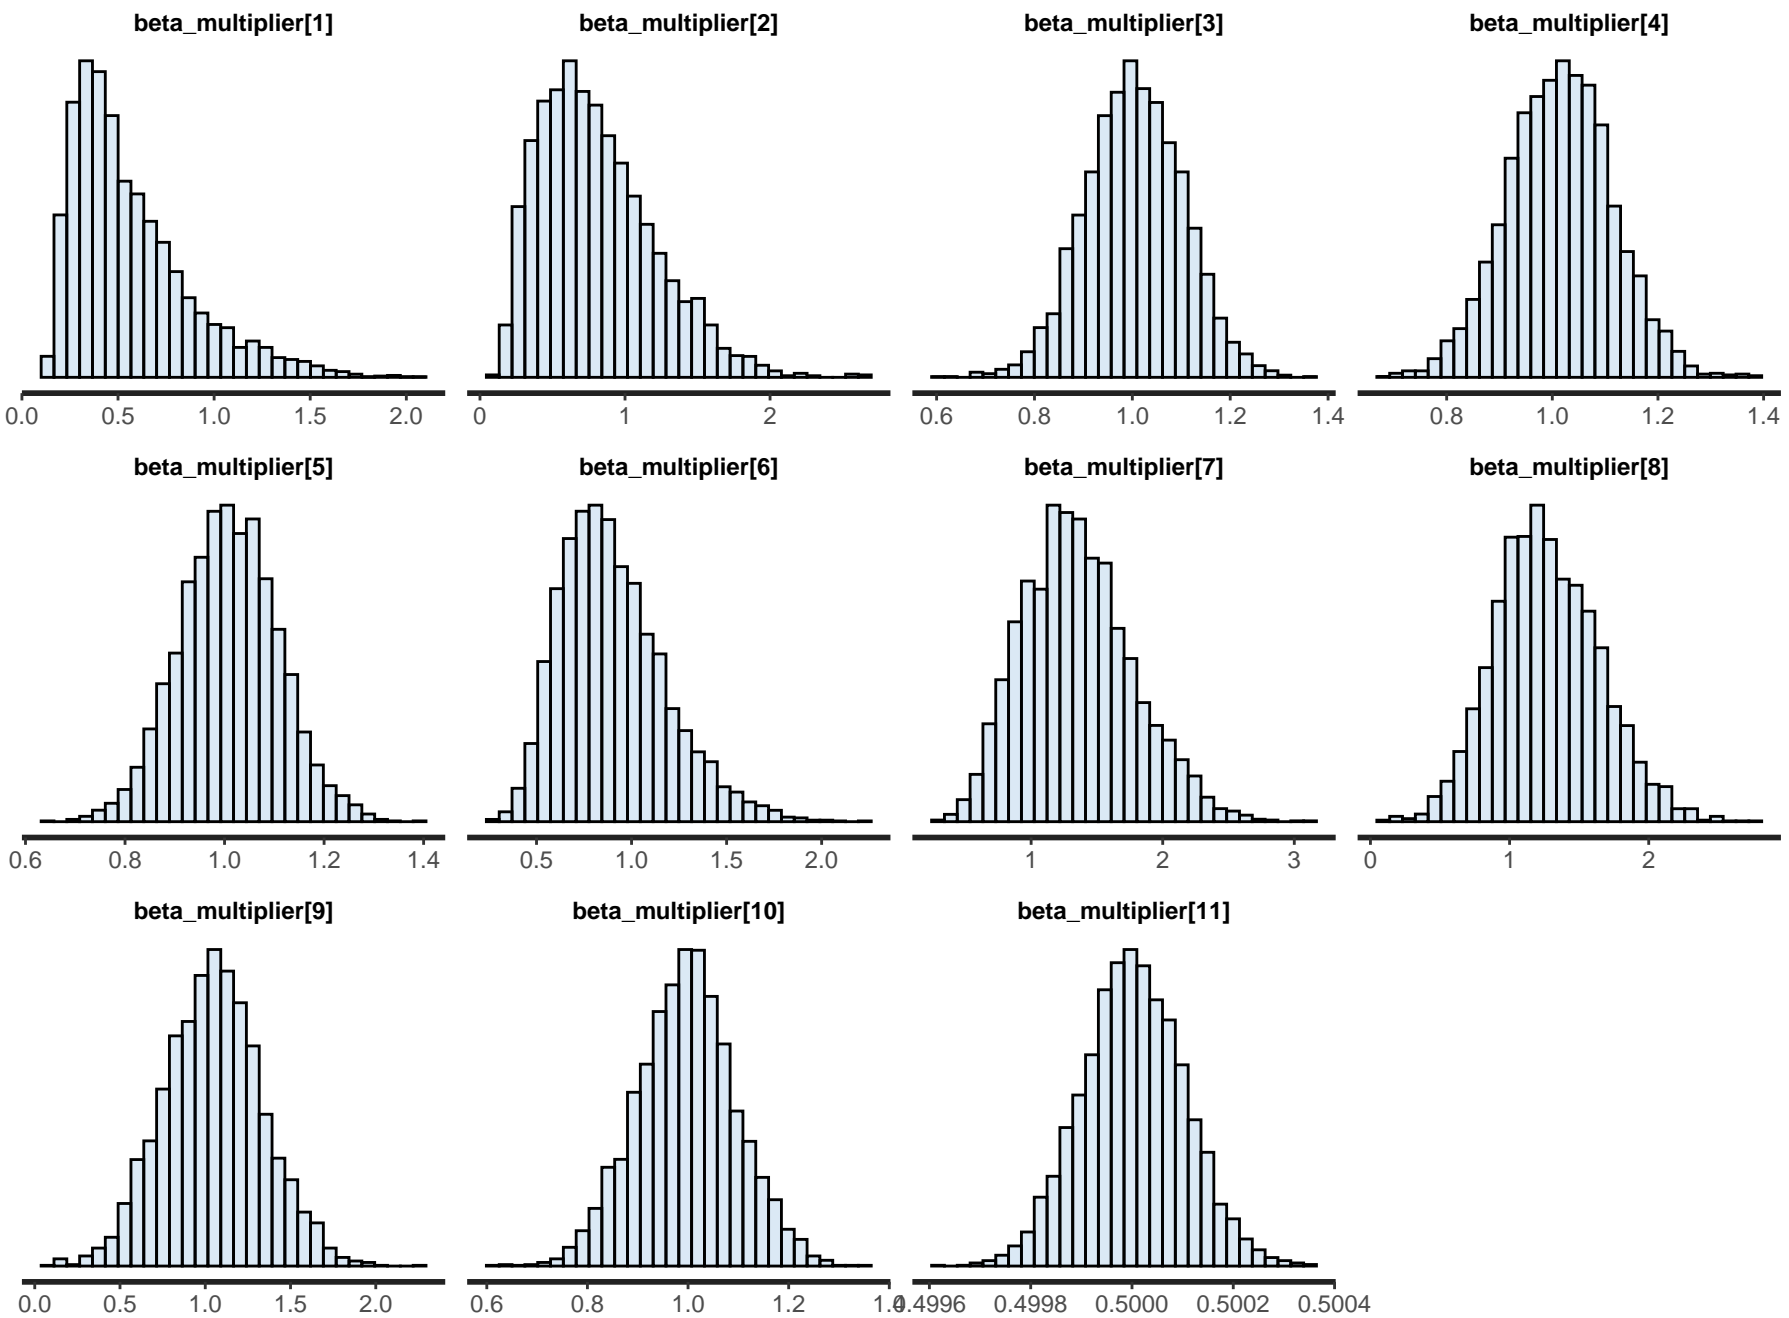 beta_multiplier[1] beta_multiplier[2] beta_multiplier[3] beta_multiplier[4]
0.0 0.5 1.0 1.5 2.0 0 1 2 0.6 0.8 1.0 1.2 1.4 0.8 1.0 1.2 1.4
beta_multiplier[5] beta_multiplier[6] beta_multiplier[7] beta_multiplier[8]
0.6 0.8 1.0 1.2 1.4 0.5 1.0 1.5 2.0 1 2 3 0 1 2
beta_multiplier[9] beta_multiplier[10] beta_multiplier[11]
0.0 0.5 1.0 1.5 2.0 0.6 0.8 1.0 1.2 1.4 0.4996 0.4998 0.5000 0.5002 0.5004